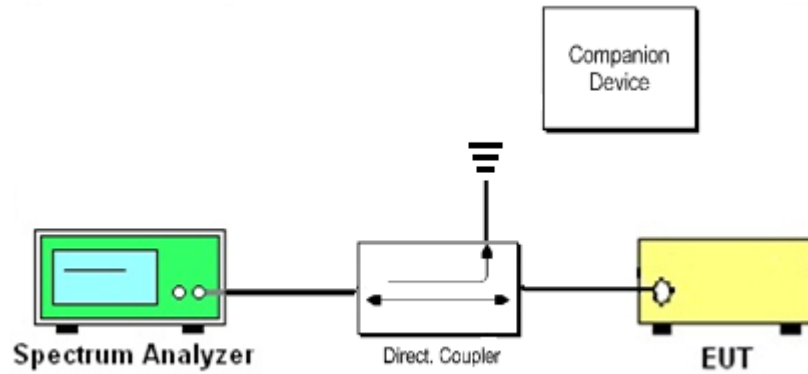 Companion
Device
Spectrum Analyzer
Direct. Coupler
EUT